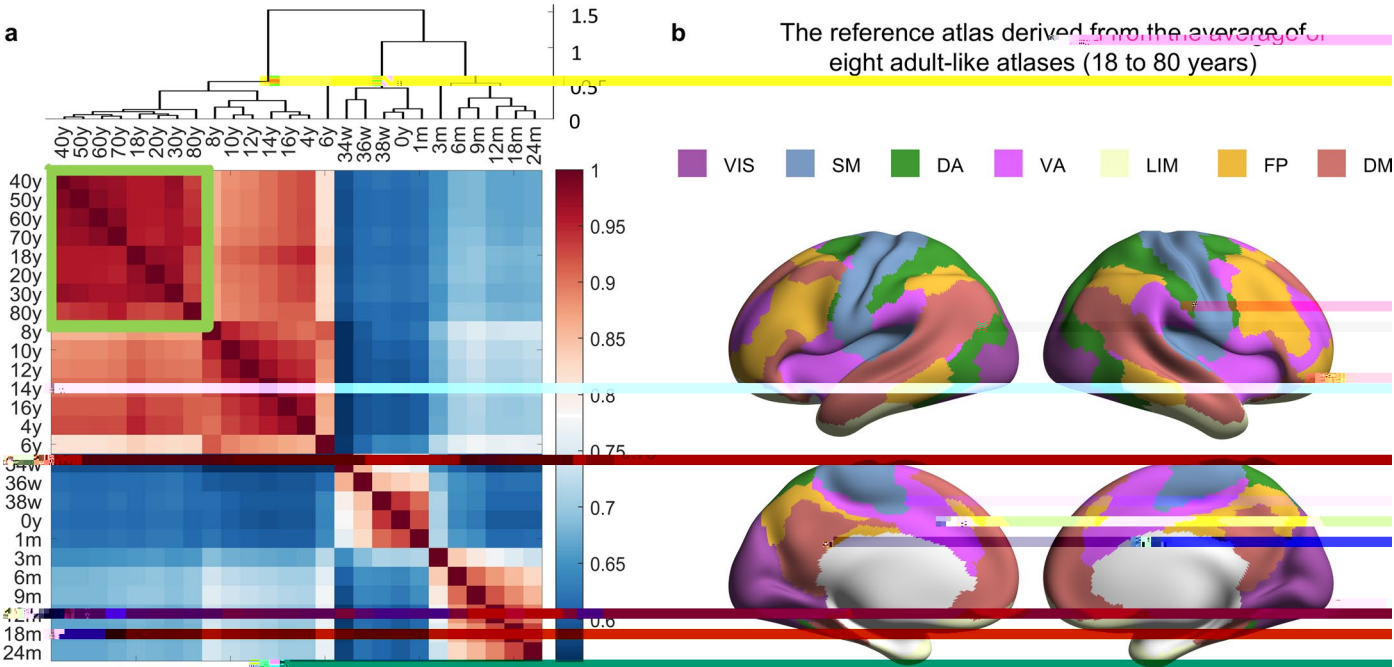 a
b
The reference atlas derived from the average of
eight adult-like atlases (18 to 80 years)
1.5
1
0.5
0
40y 50y 60y 70y 18y 20y 30y 80y 8y 10y 12y 14y 16y 4y 6y 34w 36w 38w 0y 1m 3m 6m 9m 12m 18m 24m
VIS SM DA VA LIM FP DM
40y
50y
60y
70y
18y
20y
30y
80y
8y
10y
12y
14y
16y
4y
6y
34w
36w
38w
0y
1m
3m
6m
9m
12m
18m
24m
1
0.95
0.9
0.85
0.8
0.75
0.7
0.65
0.6